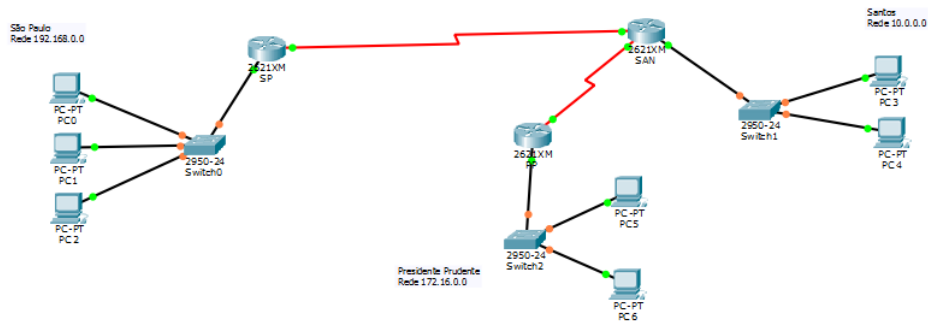 São Paulo
Rede 192.168.0.0
Santos
Rede 10.0.0.0
2621XM
SP
2621XM
SAN
PC-PT
PC0
PC-PT
PC1
PC-PT
PC2
2950-24
Switch0
2950-24
Switch1
PC-PT
PC3
PC-PT
PC4
2621XM
PP
2950-24
Switch2
PC-PT
PC5
PC-PT
PC6
Presidente Prudente
Rede 172.16.0.0